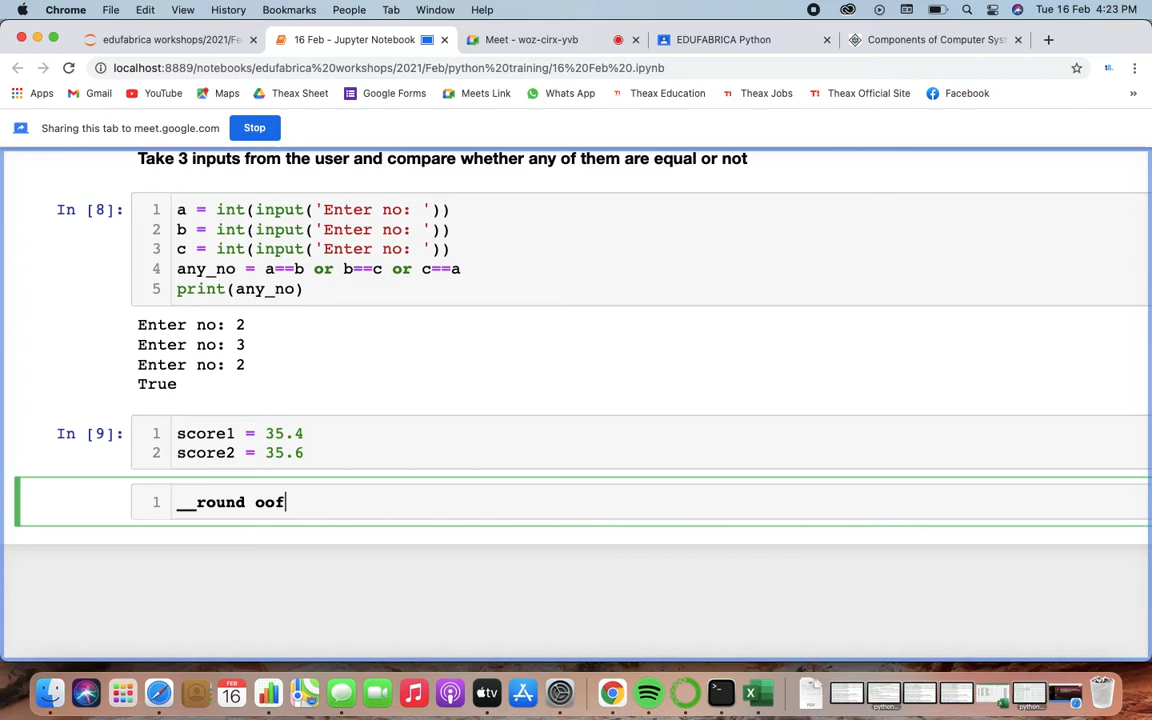 Chrome File Edit View History Bookmarks People Tab Window Help Tue 16 Feb 4:23 PM
edufabrica workshops/2021/Fe 16 Feb - Jupyter Notebook Meet - woz-cirx-yvb EDUFABRICA Python Components of Computer Sys
localhost:8889/notebooks/edufabrica%20workshops/2021/Feb/python%20training/16%20Feb%20.ipynb
Apps Gmail YouTube Maps Theax Sheet Google Forms Meets Link Whats App Theax Education Theax Jobs Theax Official Site Facebook »
Sharing this tab to meet.google.com Stop
Take 3 inputs from the user and compare whether any of them are equal or not
In [8]: 1 a = int(input('Enter no: '))
2 b = int(input('Enter no: '))
3 c = int(input('Enter no: '))
4 any_no = a==b or b==c or c==a
5 print(any_no)
Enter no: 2
Enter no: 3
Enter no: 2
True
In [9]: 1 score1 = 35.4
2 score2 = 35.6
1 __round oof
FEB
16
tv
python...
python...